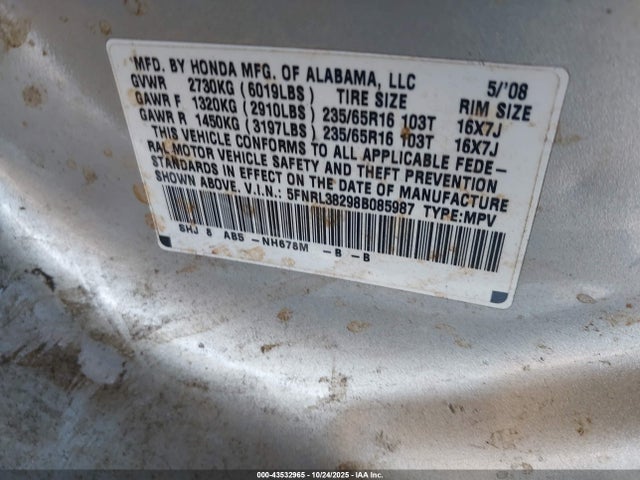 MFD. BY HONDA MFG. OF ALABAMA, LLC 5/'08
GVWR 2730KG (6019LBS) TIRE SIZE RIM SIZE
GAWR F 1320KG (2910LBS) 235/65R16 103T 16X7J
GAWR R 1450KG (3197LBS) 235/65R16 103T 16X7J
THIS VEHICLE CONFORMS TO ALL APPLICABLE FEDE-
RAL MOTOR VEHICLE SAFETY AND THEFT PREVENTION
STANDARDS IN EFFECT ON THE DATE OF MANUFACTURE
SHOWN ABOVE. V.I.N.: 5FNRL38298B085987 TYPE:MPV
SHJ 8 AB5 -NH678M -B -B
000-43532965 - 10/24/2025 - IAA Inc.